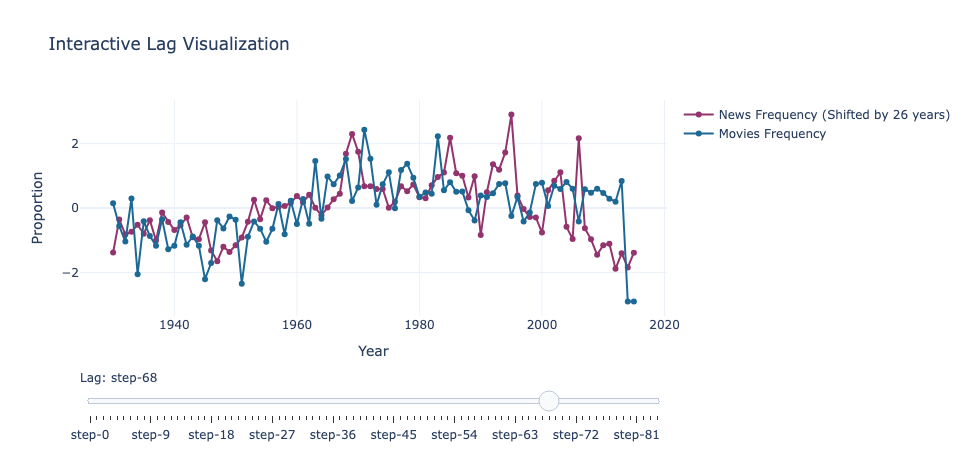 Interactive Lag Visualization
News Frequency (Shifted by 26 years)
Movies Frequency
Proportion
2
0
−2
1940 1960 1980 2000 2020
Year
Lag: step-68
step-0 step-9 step-18 step-27 step-36 step-45 step-54 step-63 step-72 step-81